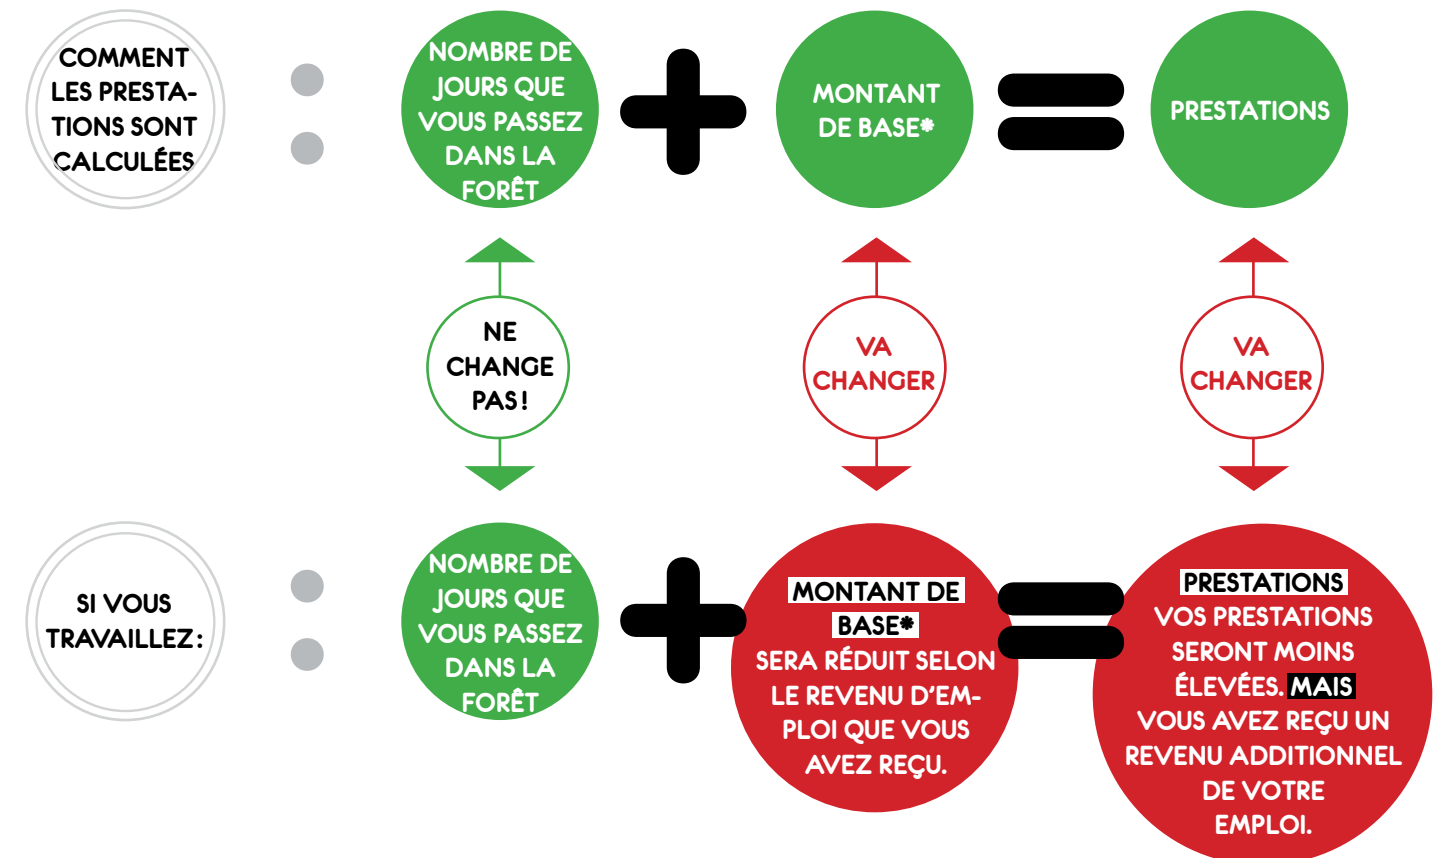 COMMENT
LES PRESTA-
TIONS SONT
CALCULÉES
NOMBRE DE
JOURS QUE
VOUS PASSEZ
DANS LA
FORÊT
MONTANT
DE BASE*
PRESTATIONS
NE
CHANGE
PAS!
VA
CHANGER
VA
CHANGER
SI VOUS
TRAVAILLEZ:
NOMBRE DE
JOURS QUE
VOUS PASSEZ
DANS LA
FORÊT
MONTANT DE
BASE*
SERA RÉDUIT SELON
LE REVENU D'EM-
PLOI QUE VOUS
AVEZ REÇU.
PRESTATIONS
VOS PRESTATIONS
SERONT MOINS
ÉLEVÉES. MAIS
VOUS AVEZ REÇU UN
REVENU ADDITIONNEL
DE VOTRE
EMPLOI.